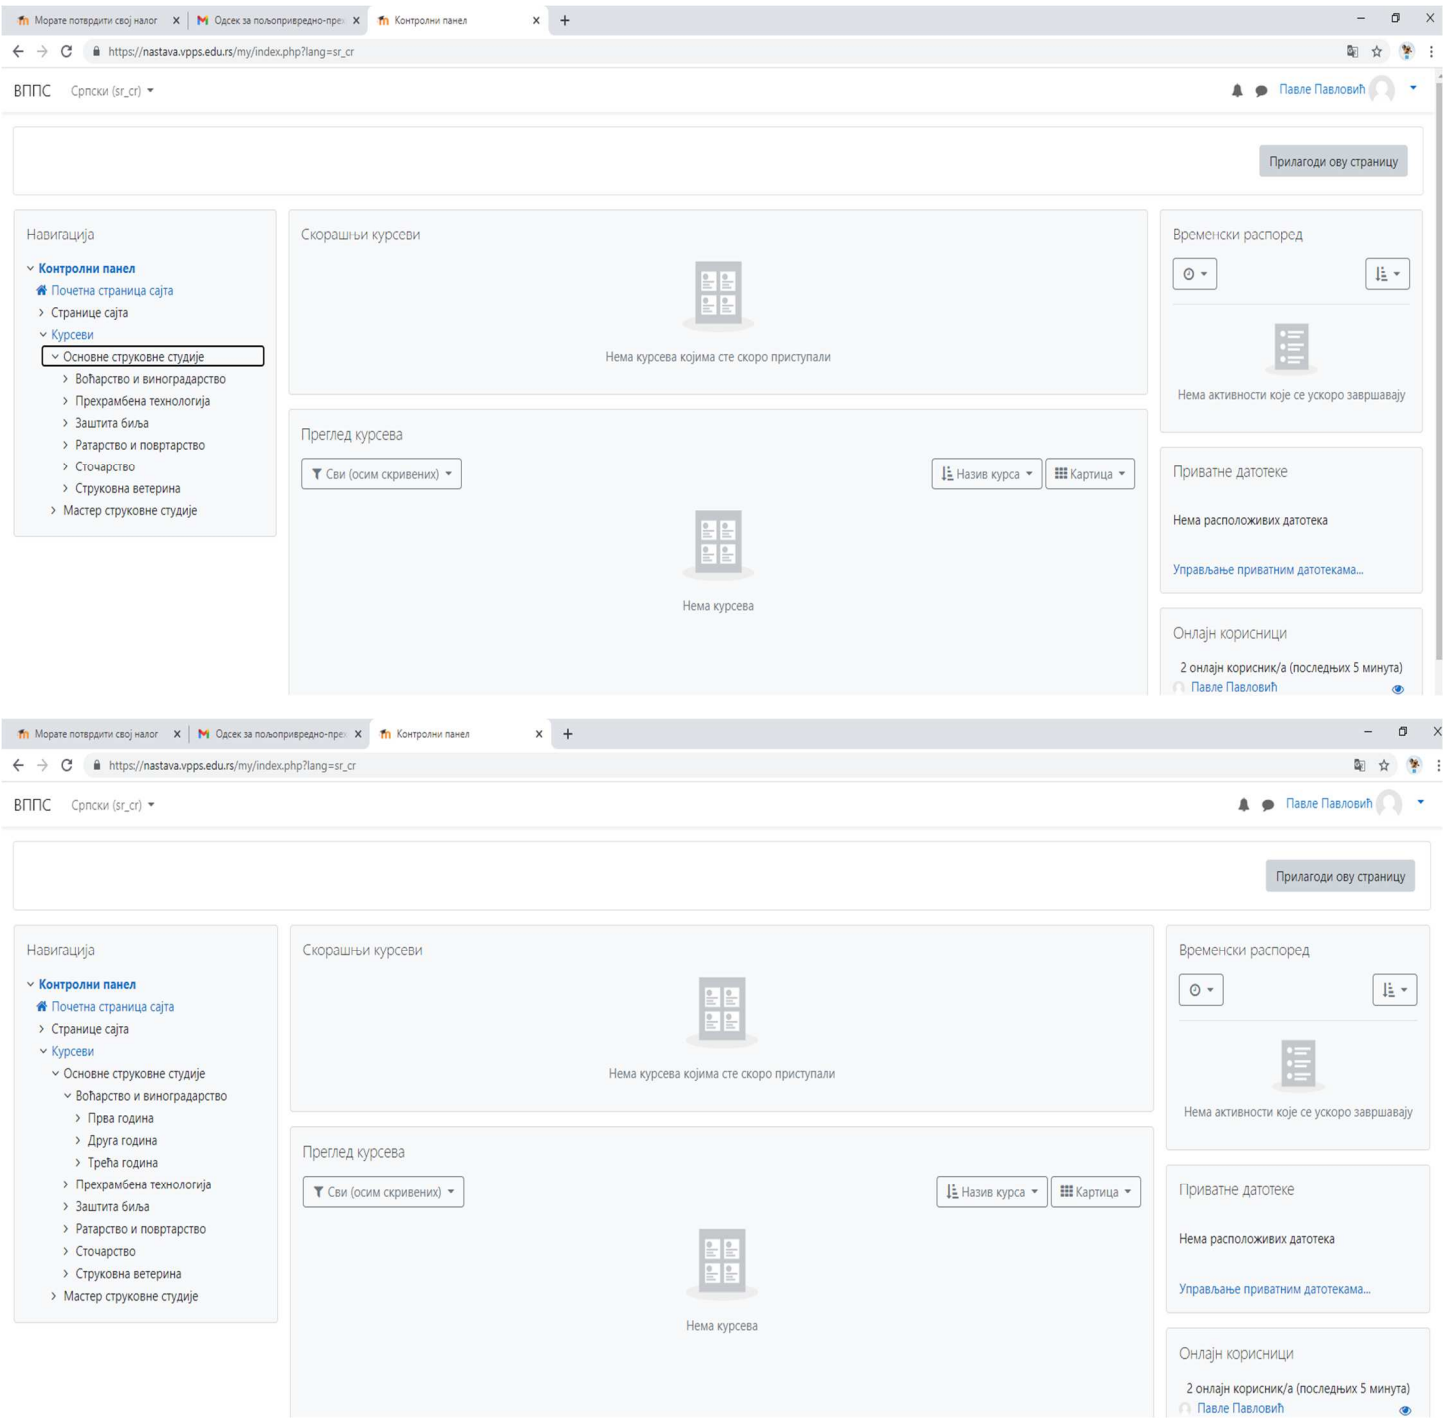 Морате потврдити свој налог
Одсек за пољопривредно-прех
Контролни панел
https://nastava.vpps.edu.rs/my/index.php?lang=sr_cr
ВППС Српски (sr_cr)
Павле Павловић
Прилагоди ову страницу
Навигација
Контролни панел
Почетна страница сајта
Странице сајта
Курсеви
Основне струковне студије
Воћарство и виноградарство
Прехрамбена технологија
Заштита биља
Ратарство и повртарство
Сточарство
Струковна ветерина
Мастер струковне студије
Скорашњи курсеви
Нема курсева којима сте скоро приступали
Преглед курсева
Сви (осим скривених)
Назив курса
Картица
Нема курсева
Временски распоред
Нема активности које се ускоро завршавају
Приватне датотеке
Нема расположивих датотека
Управљање приватним датотекама...
Онлајн корисници
2 онлајн корисник/а (последњих 5 минута)
Павле Павловић
Морате потврдити свој налог
Одсек за пољопривредно-прех
Контролни панел
https://nastava.vpps.edu.rs/my/index.php?lang=sr_cr
ВППС Српски (sr_cr)
Павле Павловић
Прилагоди ову страницу
Навигација
Контролни панел
Почетна страница сајта
Странице сајта
Курсеви
Основне струковне студије
Воћарство и виноградарство
Прва година
Друга година
Трећа година
Прехрамбена технологија
Заштита биља
Ратарство и повртарство
Сточарство
Струковна ветерина
Мастер струковне студије
Скорашњи курсеви
Нема курсева којима сте скоро приступали
Преглед курсева
Сви (осим скривених)
Назив курса
Картица
Нема курсева
Временски распоред
Нема активности које се ускоро завршавају
Приватне датотеке
Нема расположивих датотека
Управљање приватним датотекама...
Онлајн корисници
2 онлајн корисник/а (последњих 5 минута)
Павле Павловић